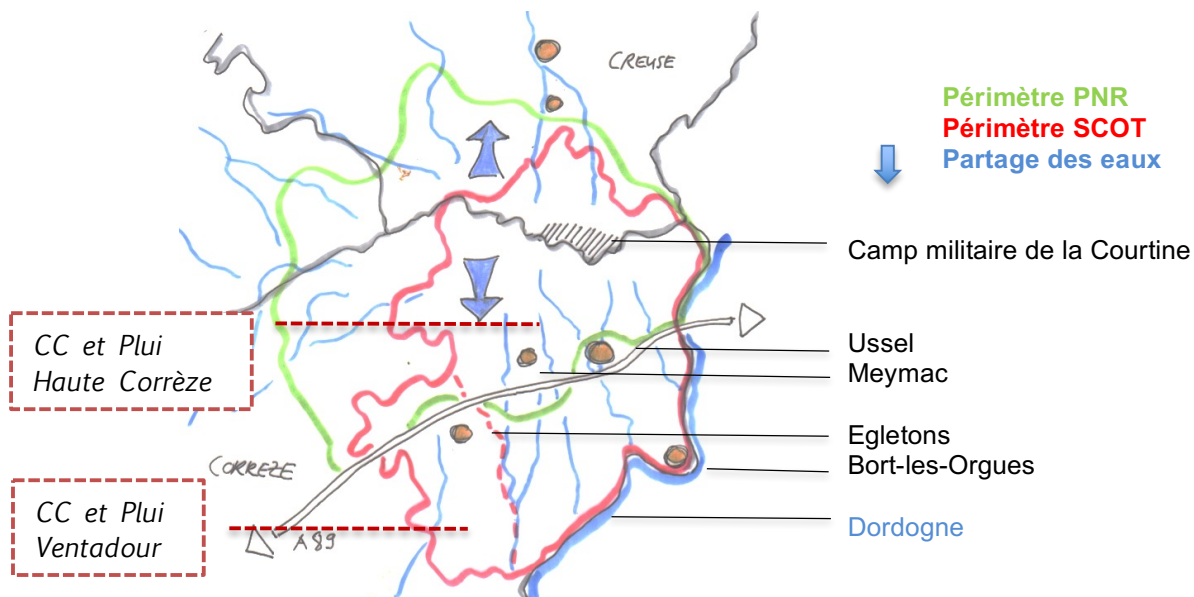 CREUSE
Périmètre PNR
Périmètre SCOT
Partage des eaux
Camp militaire de la Courtine
CC et Plui
Haute Corrèze
Ussel
Meymac
Egletons
Bort-les-Orgues
CORREZE
CC et Plui
Ventadour
A89
Dordogne